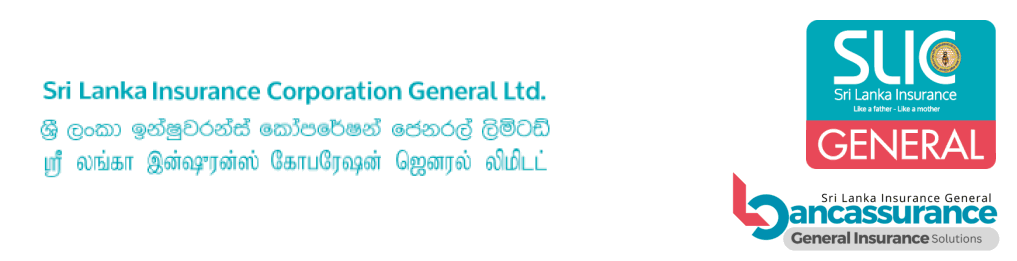 Sri Lanka Insurance Corporation General Ltd.
ශ්‍රී ලංකා ඉන්ෂුවරන්ස් කෝපරේෂන් ජෙනරල් ලිමිටඩ්
ஸ்ரீ லங்கா இன்ஷுரன்ஸ் கோபரேஷன் ஜெனரல் லிமிடட்
SLIC
Sri Lanka Insurance
Like a father - Like a mother
GENERAL
Sri Lanka Insurance General
bancassurance
General Insurance Solutions